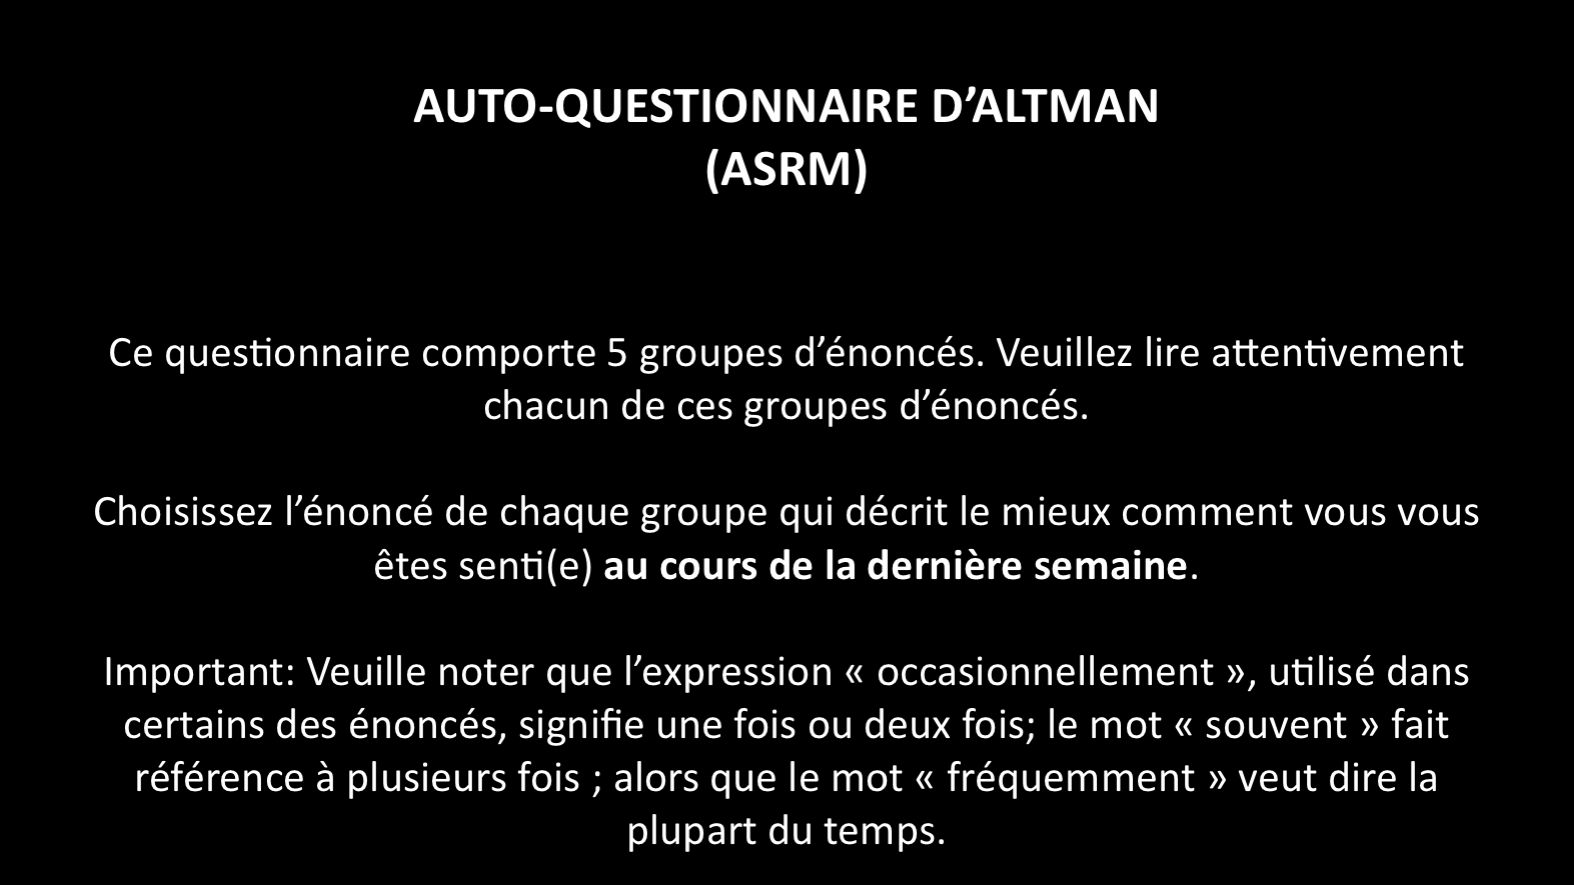 AUTO-QUESTIONNAIRE D’ALTMAN
(ASRM)
Ce questionnaire comporte 5 groupes d’énoncés. Veuillez lire attentivement
chacun de ces groupes d’énoncés.
Choisissez l’énoncé de chaque groupe qui décrit le mieux comment vous vous
êtes senti(e) au cours de la dernière semaine.
Important: Veuille noter que l’expression « occasionnellement », utilisé dans
certains des énoncés, signifie une fois ou deux fois; le mot « souvent » fait
référence à plusieurs fois ; alors que le mot « fréquemment » veut dire la
plupart du temps.